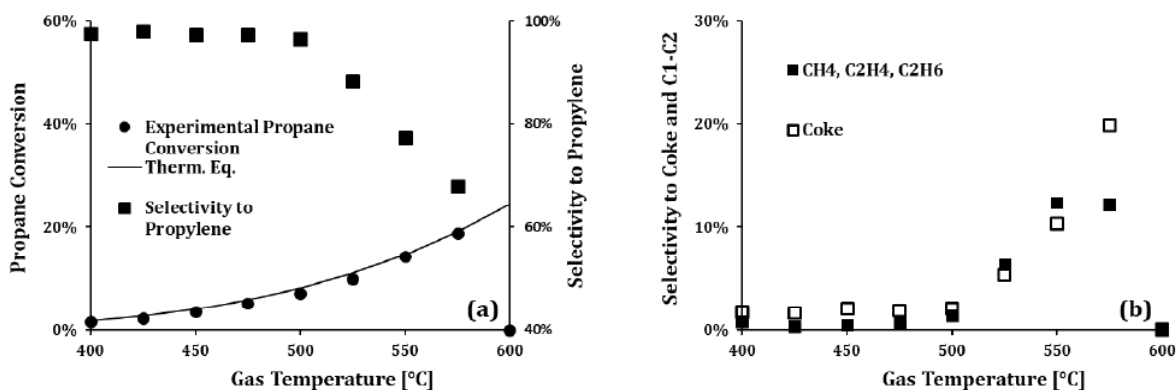 60%
40%
20%
0%
Propane Conversion
Experimental Propane
Conversion
Therm. Eq.
Selectivity to
Propylene
(a)
100%
80%
60%
40%
Selectivity to Propylene
400
450
500
550
600
Gas Temperature [°C]
30%
20%
10%
0%
Selectivity to Coke and C1-C2
CH4, C2H4, C2H6
Coke
(b)
400
450
500
550
600
Gas Temperature [°C]